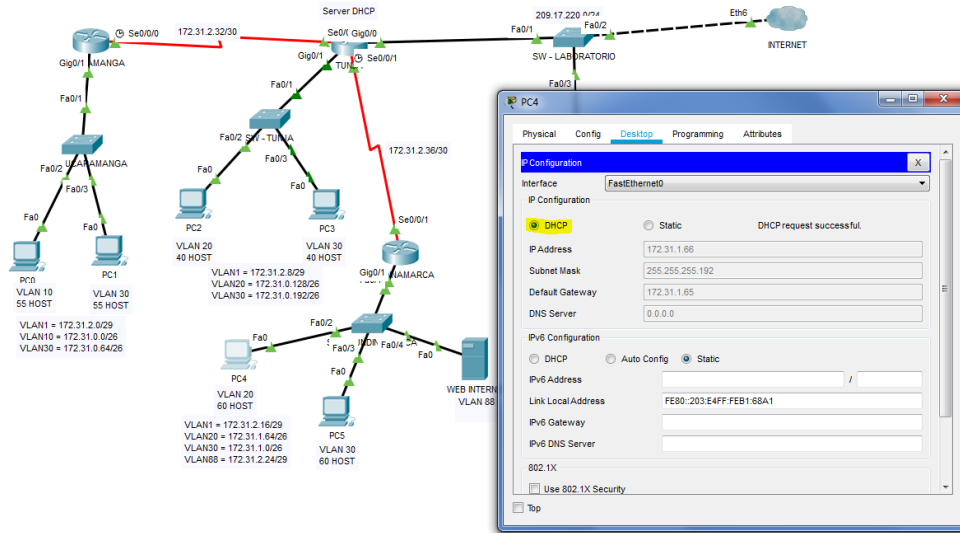 Server DHCP
Se0/0/0
172.31.2.32/30
Se0/(
Gig0/0
209.17.220.0/24
Eth6
Fa0/1
Fa0/2
INTERNET
Gig0/1
AMANGA
Gig0/1
TUN
Se0/0/1
SW - LABORATORIO
Fa0/3
Fa0/1
Fa0/1
Fa0/2
SW - TUNJA
Fa0/3
172.31.2.36/30
Fa0/2
UCARAMANGA
Fa0/3
Fa0
Fa0
Fa0
Fa0
PC2
VLAN 20
40 HOST
PC3
VLAN 30
40 HOST
Se0/0/1
PC0
VLAN 10
55 HOST
PC1
VLAN 30
55 HOST
VLAN1 = 172.31.2.8/29
VLAN20 = 172.31.0.128/26
VLAN30 = 172.31.0.192/26
Gig0/1
NAMARCA
VLAN1 = 172.31.2.0/29
VLAN10 = 172.31.0.0/26
VLAN30 = 172.31.0.64/26
Fa0/2
Fa0/3
Fa0/4
Fa0
Fa0
Fa0
PC4
VLAN 20
60 HOST
WEB INTERN
VLAN 88
VLAN1 = 172.31.2.16/29
VLAN20 = 172.31.1.64/26
VLAN30 = 172.31.1.0/26
VLAN88 = 172.31.2.24/29
PC5
VLAN 30
60 HOST
PC4
Physical Config Desktop Programming Attributes
IP Configuration X
Interface FastEthernet0
IP Configuration
DHCP Static DHCP request successful.
IP Address 172.31.1.66
Subnet Mask 255.255.255.192
Default Gateway 172.31.1.65
DNS Server 0.0.0.0
IPv6 Configuration
DHCP Auto Config Static
IPv6 Address /
Link Local Address FE80::203:E4FF:FEB1:68A1
IPv6 Gateway
IPv6 DNS Server
802.1X
Use 802.1X Security
Top